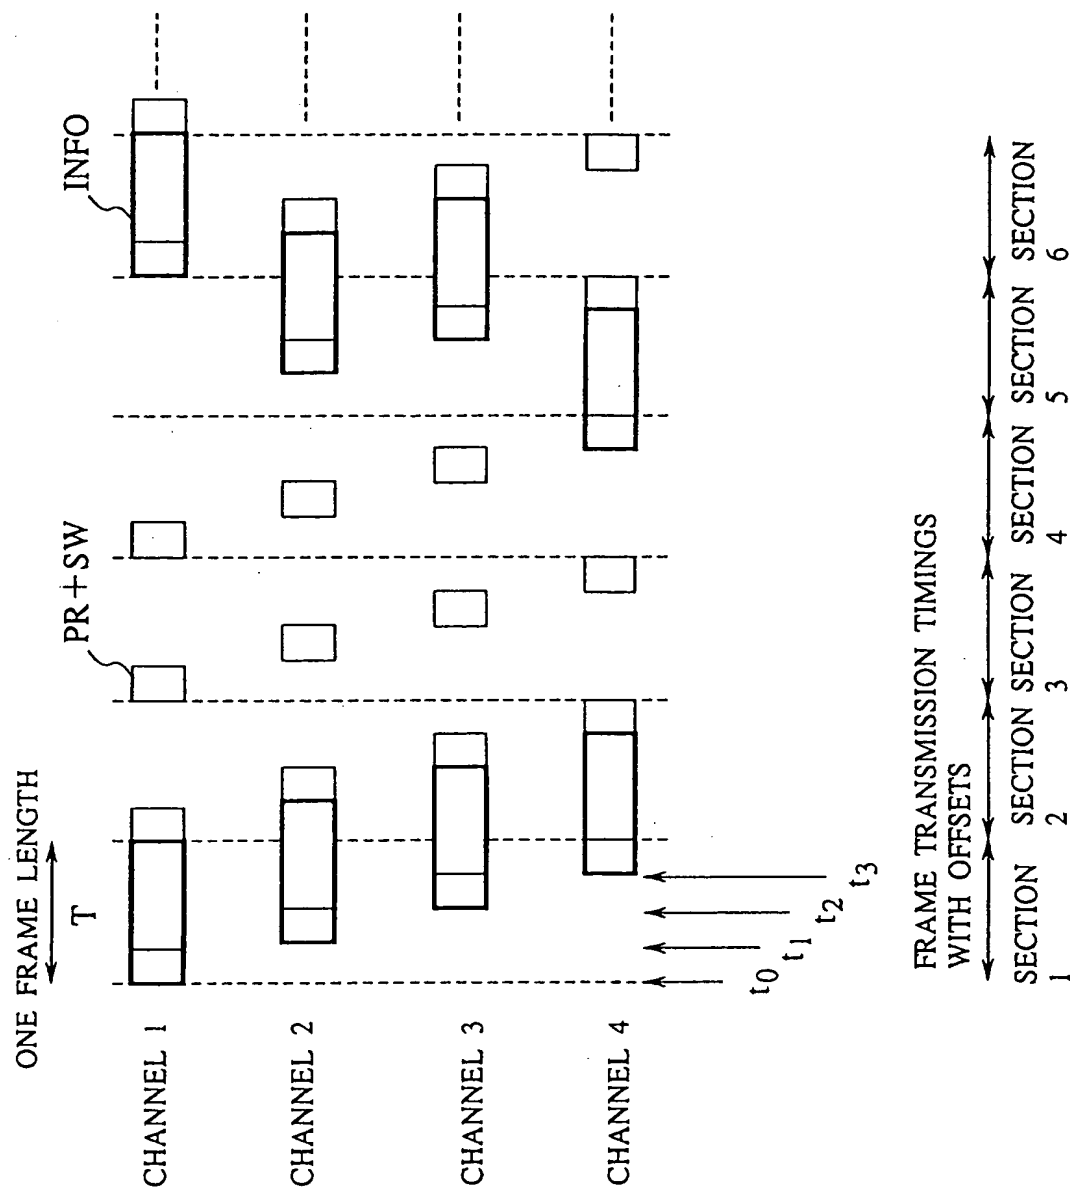 ONE FRAME LENGTH
T
PR+SW
INFO
CHANNEL 1
CHANNEL 2
CHANNEL 3
CHANNEL 4
t0
t1
t2
t3
FRAME TRANSMISSION TIMINGS
WITH OFFSETS
SECTION
1
SECTION
2
SECTION
3
SECTION
4
SECTION
5
SECTION
6